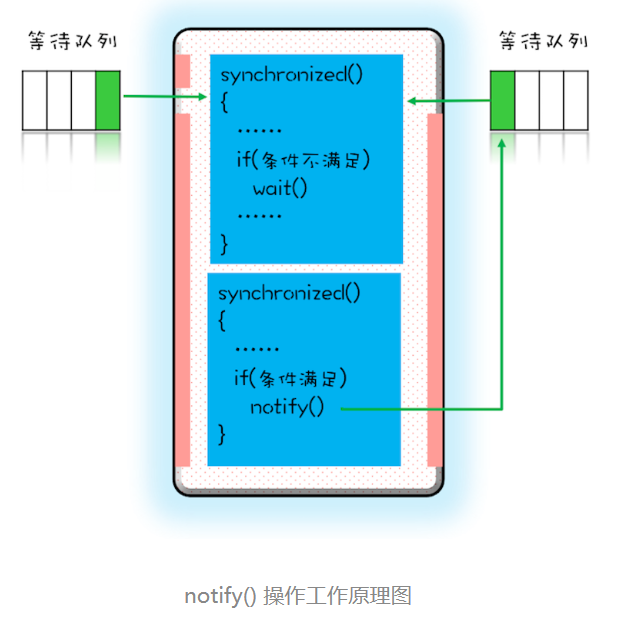 等待队列
等待队列
synchronized()
{
……
if(条件不满足)
wait()
……
}
synchronized()
{
……
if(条件满足)
notify()
}
notify() 操作工作原理图